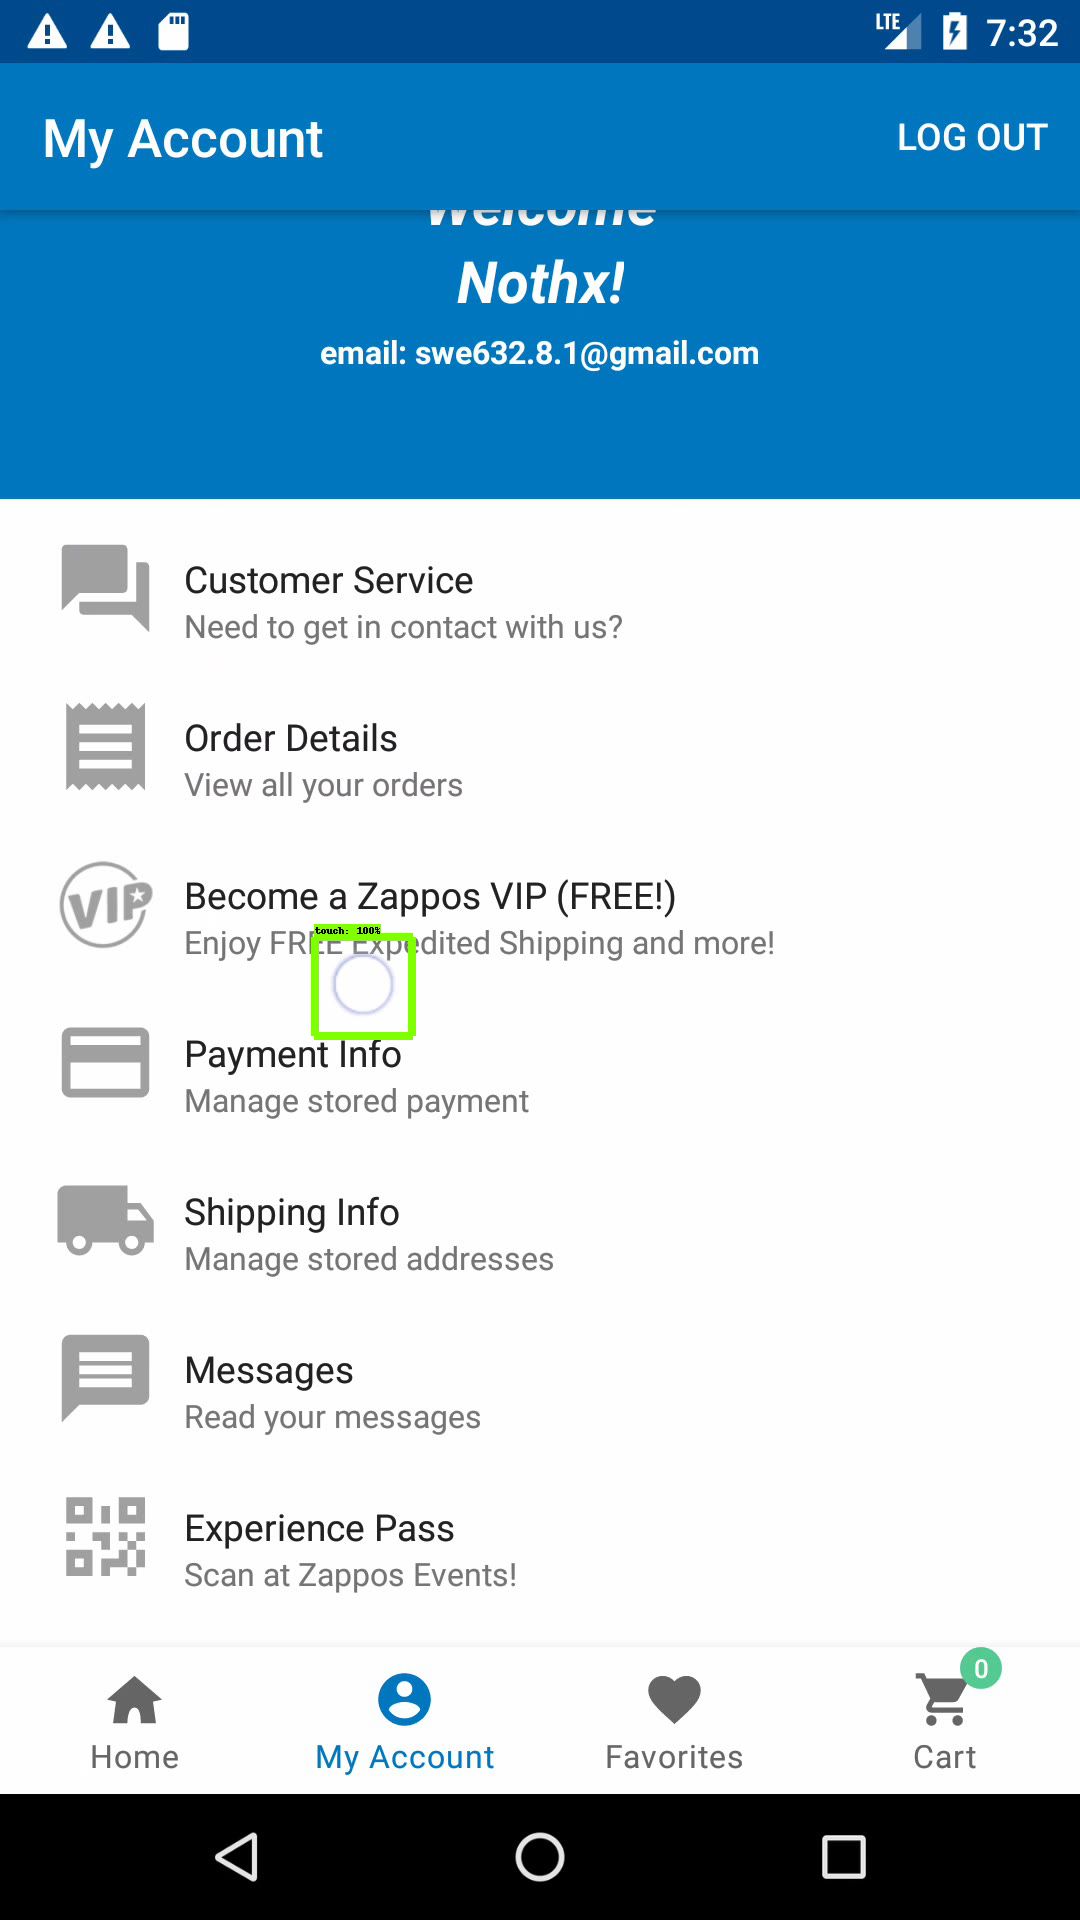 LTE 7:32
My Account LOG OUT
Welcome
Nothx!
email: swe632.8.1@gmail.com
Customer Service
Need to get in contact with us?
Order Details
View all your orders
VIP
Become a Zappos VIP (FREE!)
touch: 100%
Enjoy FREE Expedited Shipping and more!
Payment Info
Manage stored payment
Shipping Info
Manage stored addresses
Messages
Read your messages
Experience Pass
Scan at Zappos Events!
0
Home My Account Favorites Cart